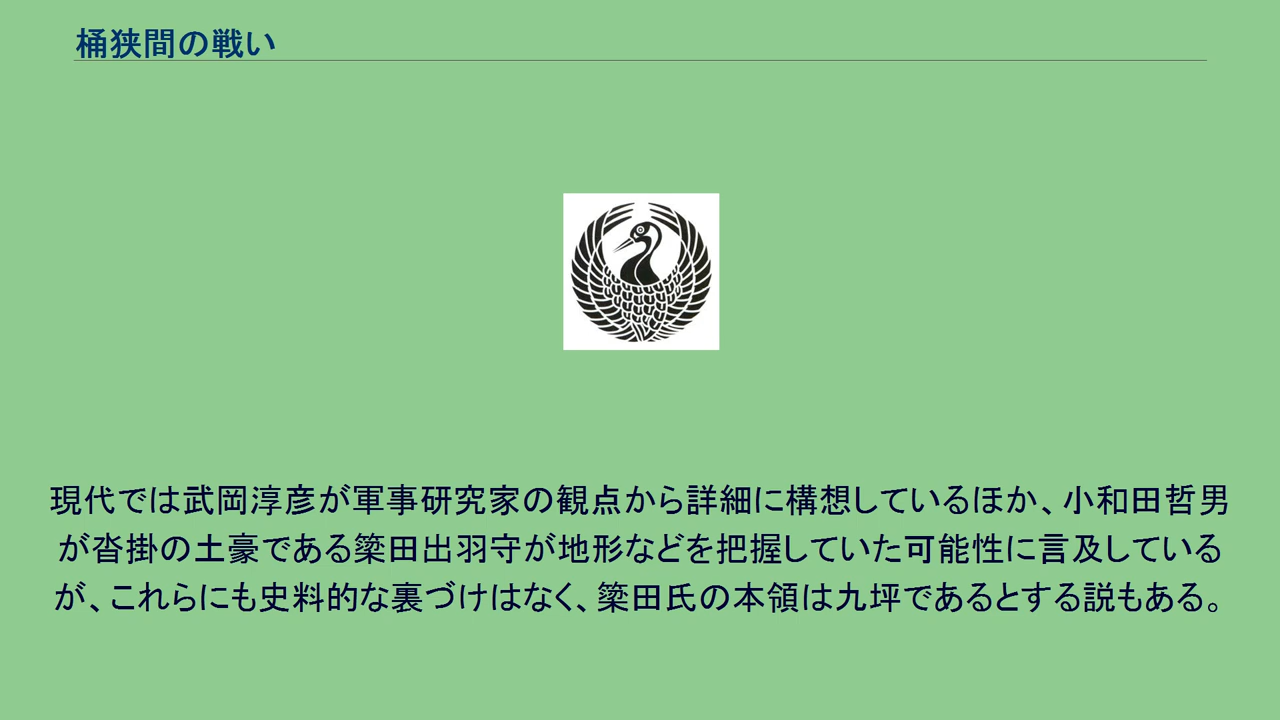 桶狭間の戦い
現代では武岡淳彦が軍事研究家の観点から詳細に構想しているほか、小和田哲男
が沓掛の土豪である簗田出羽守が地形などを把握していた可能性に言及している
が、これらにも史料的な裏づけはなく、簗田氏の本領は九坪であるとする説もある。